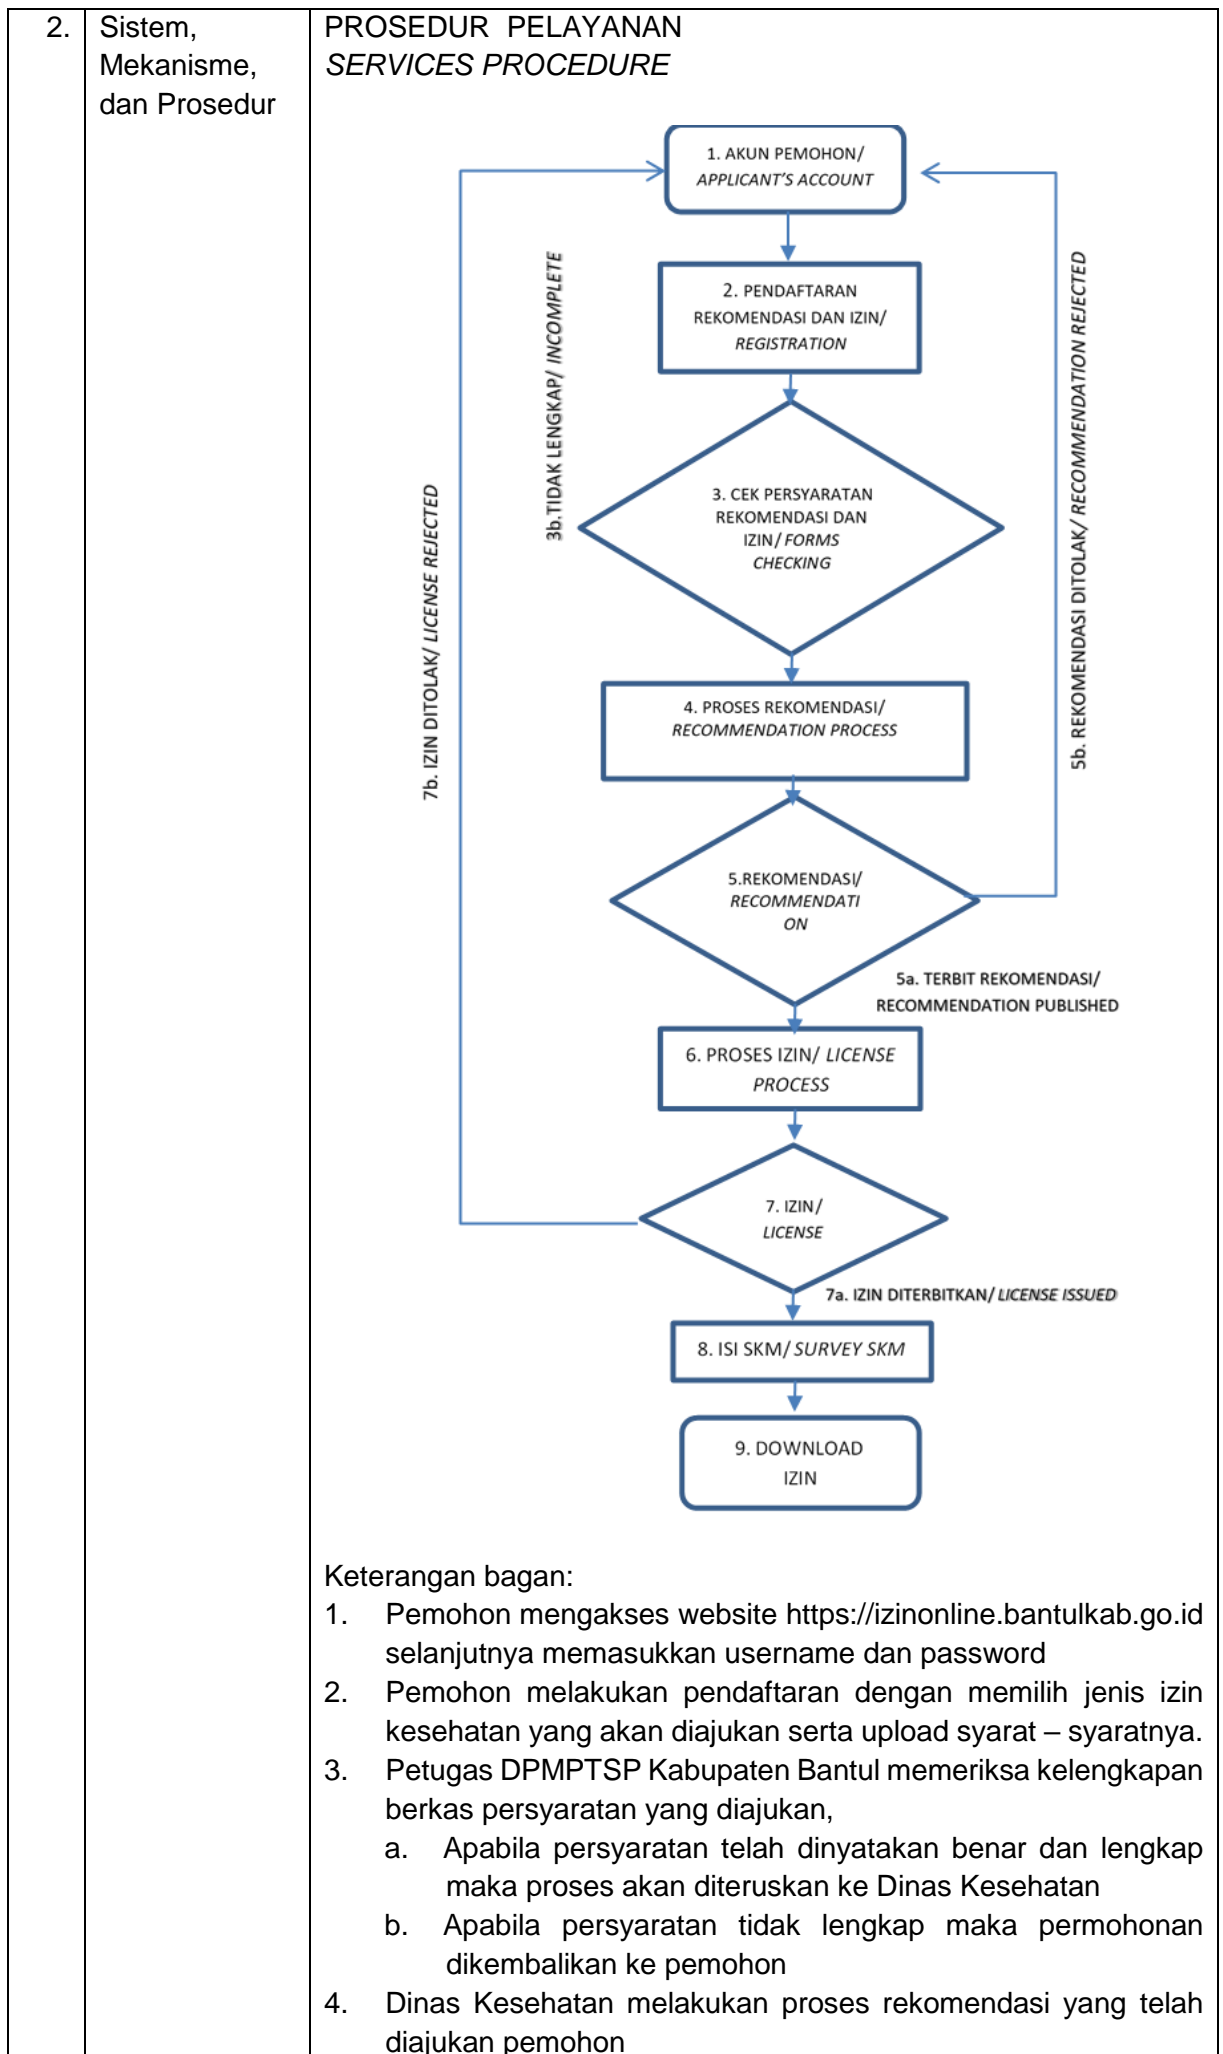 2.
Sistem,
Mekanisme,
dan Prosedur
PROSEDUR PELAYANAN
SERVICES PROCEDURE
1. AKUN PEMOHON/
APPLICANT'S ACCOUNT
2. PENDAFTARAN
REKOMENDASI DAN IZIN/
REGISTRATION
3b.TIDAK LENGKAP/ INCOMPLETE
5b. REKOMENDASI DITOLAK/ RECOMMENDATION REJECTED
7b. IZIN DITOLAK/ LICENSE REJECTED
3. CEK PERSYARATAN
REKOMENDASI DAN
IZIN/ FORMS
CHECKING
4. PROSES REKOMENDASI/
RECOMMENDATION PROCESS
5.REKOMENDASI/
RECOMMENDATI
ON
5a. TERBIT REKOMENDASI/
RECOMMENDATION PUBLISHED
6. PROSES IZIN/ LICENSE
PROCESS
7. IZIN/
LICENSE
7a. IZIN DITERBITKAN/ LICENSE ISSUED
8. ISI SKM/ SURVEY SKM
9. DOWNLOAD
IZIN
Keterangan bagan:
1. Pemohon mengakses website https://izinonline.bantulkab.go.id
selanjutnya memasukkan username dan password
2. Pemohon melakukan pendaftaran dengan memilih jenis izin
kesehatan yang akan diajukan serta upload syarat – syaratnya.
3. Petugas DPMPTSP Kabupaten Bantul memeriksa kelengkapan
berkas persyaratan yang diajukan,
a. Apabila persyaratan telah dinyatakan benar dan lengkap
maka proses akan diteruskan ke Dinas Kesehatan
b. Apabila persyaratan tidak lengkap maka permohonan
dikembalikan ke pemohon
4. Dinas Kesehatan melakukan proses rekomendasi yang telah
diajukan pemohon